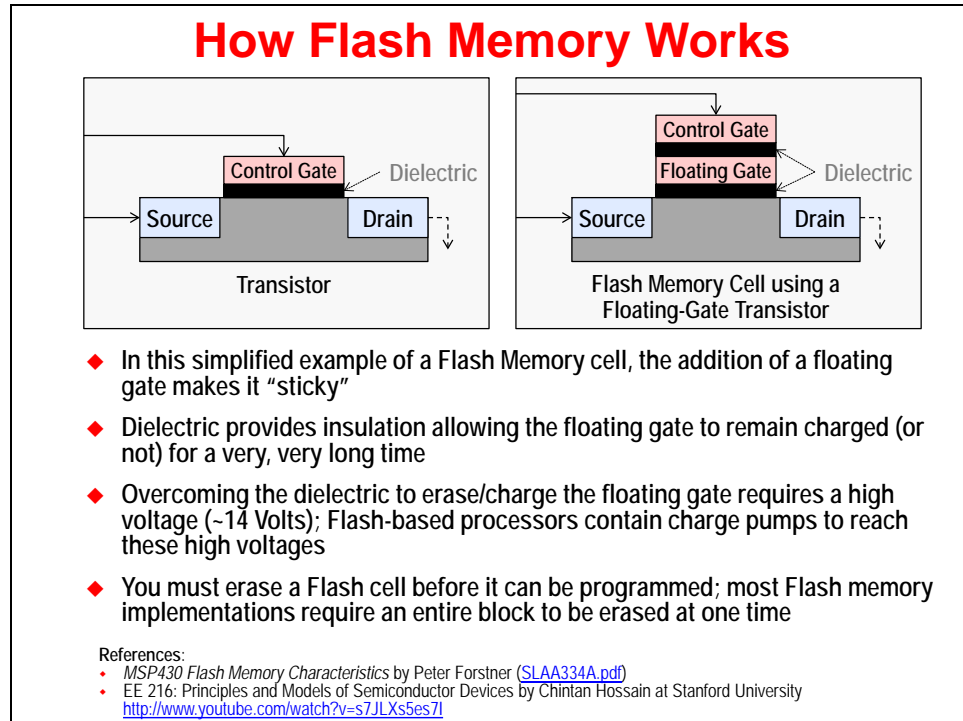 How Flash Memory Works
Control Gate
Dielectric
Source
Drain
Transistor
Control Gate
Floating Gate
Dielectric
Source
Drain
Flash Memory Cell using a
Floating-Gate Transistor
◆ In this simplified example of a Flash Memory cell, the addition of a floating
gate makes it "sticky"
◆ Dielectric provides insulation allowing the floating gate to remain charged (or
not) for a very, very long time
◆ Overcoming the dielectric to erase/charge the floating gate requires a high
voltage (~14 Volts); Flash-based processors contain charge pumps to reach
these high voltages
◆ You must erase a Flash cell before it can be programmed; most Flash memory
implementations require an entire block to be erased at one time
References:
◆ MSP430 Flash Memory Characteristics by Peter Forstner (SLAA334A.pdf)
◆ EE 216: Principles and Models of Semiconductor Devices by Chintan Hossain at Stanford University
http://www.youtube.com/watch?v=s7JLXs5es7I